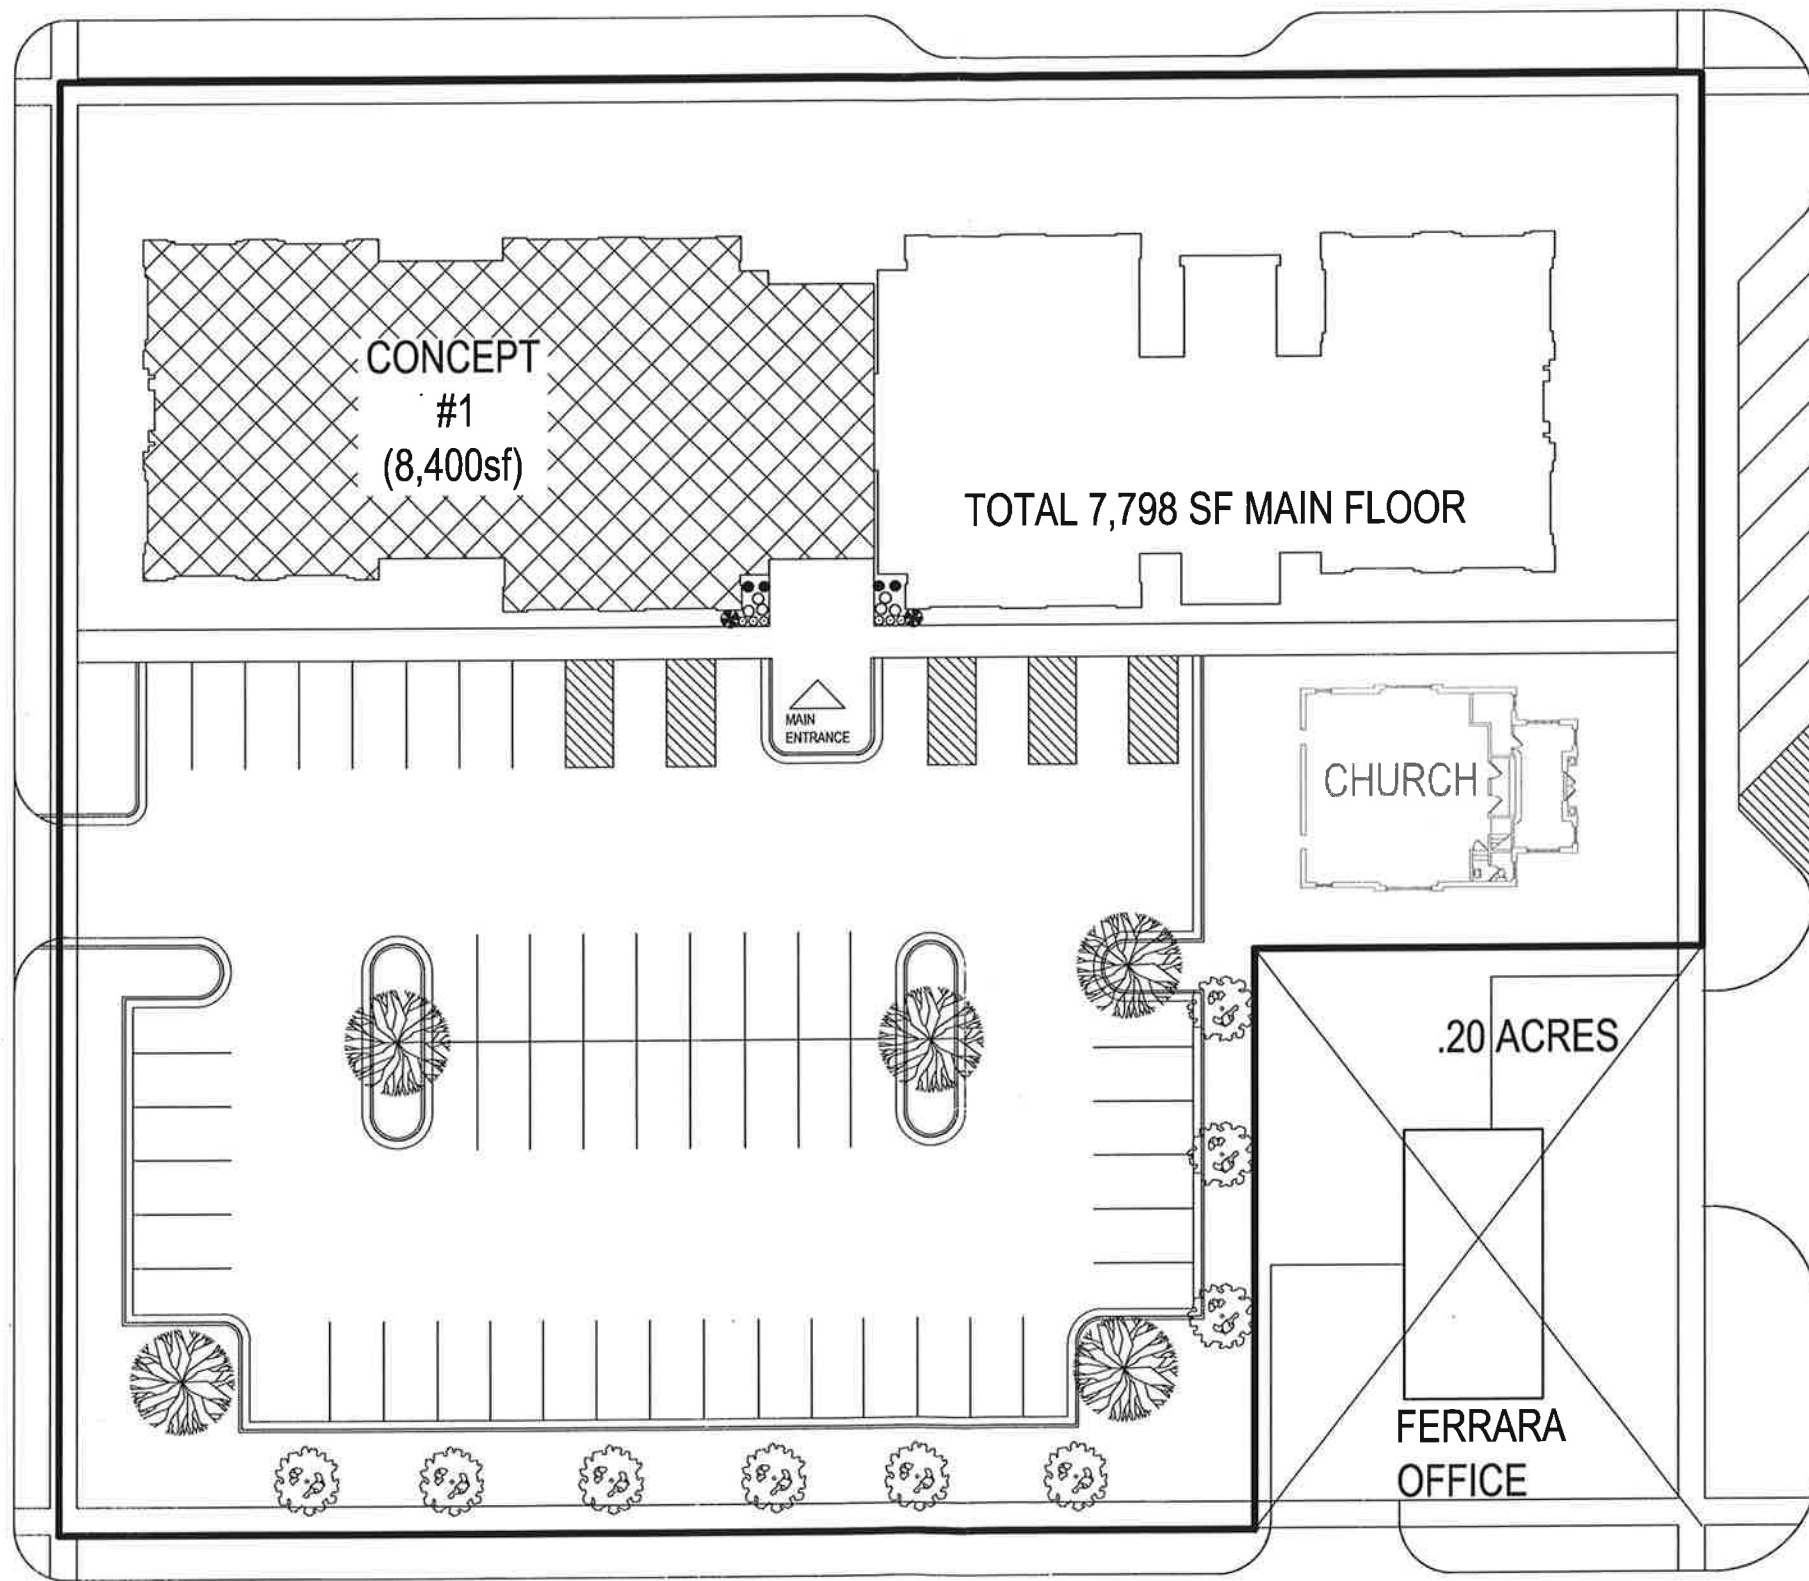 CONCEPT
#1
(8,400sf)
TOTAL 7,798 SF MAIN FLOOR
MAIN
ENTRANCE
CHURCH
.20 ACRES
FERRARA
OFFICE